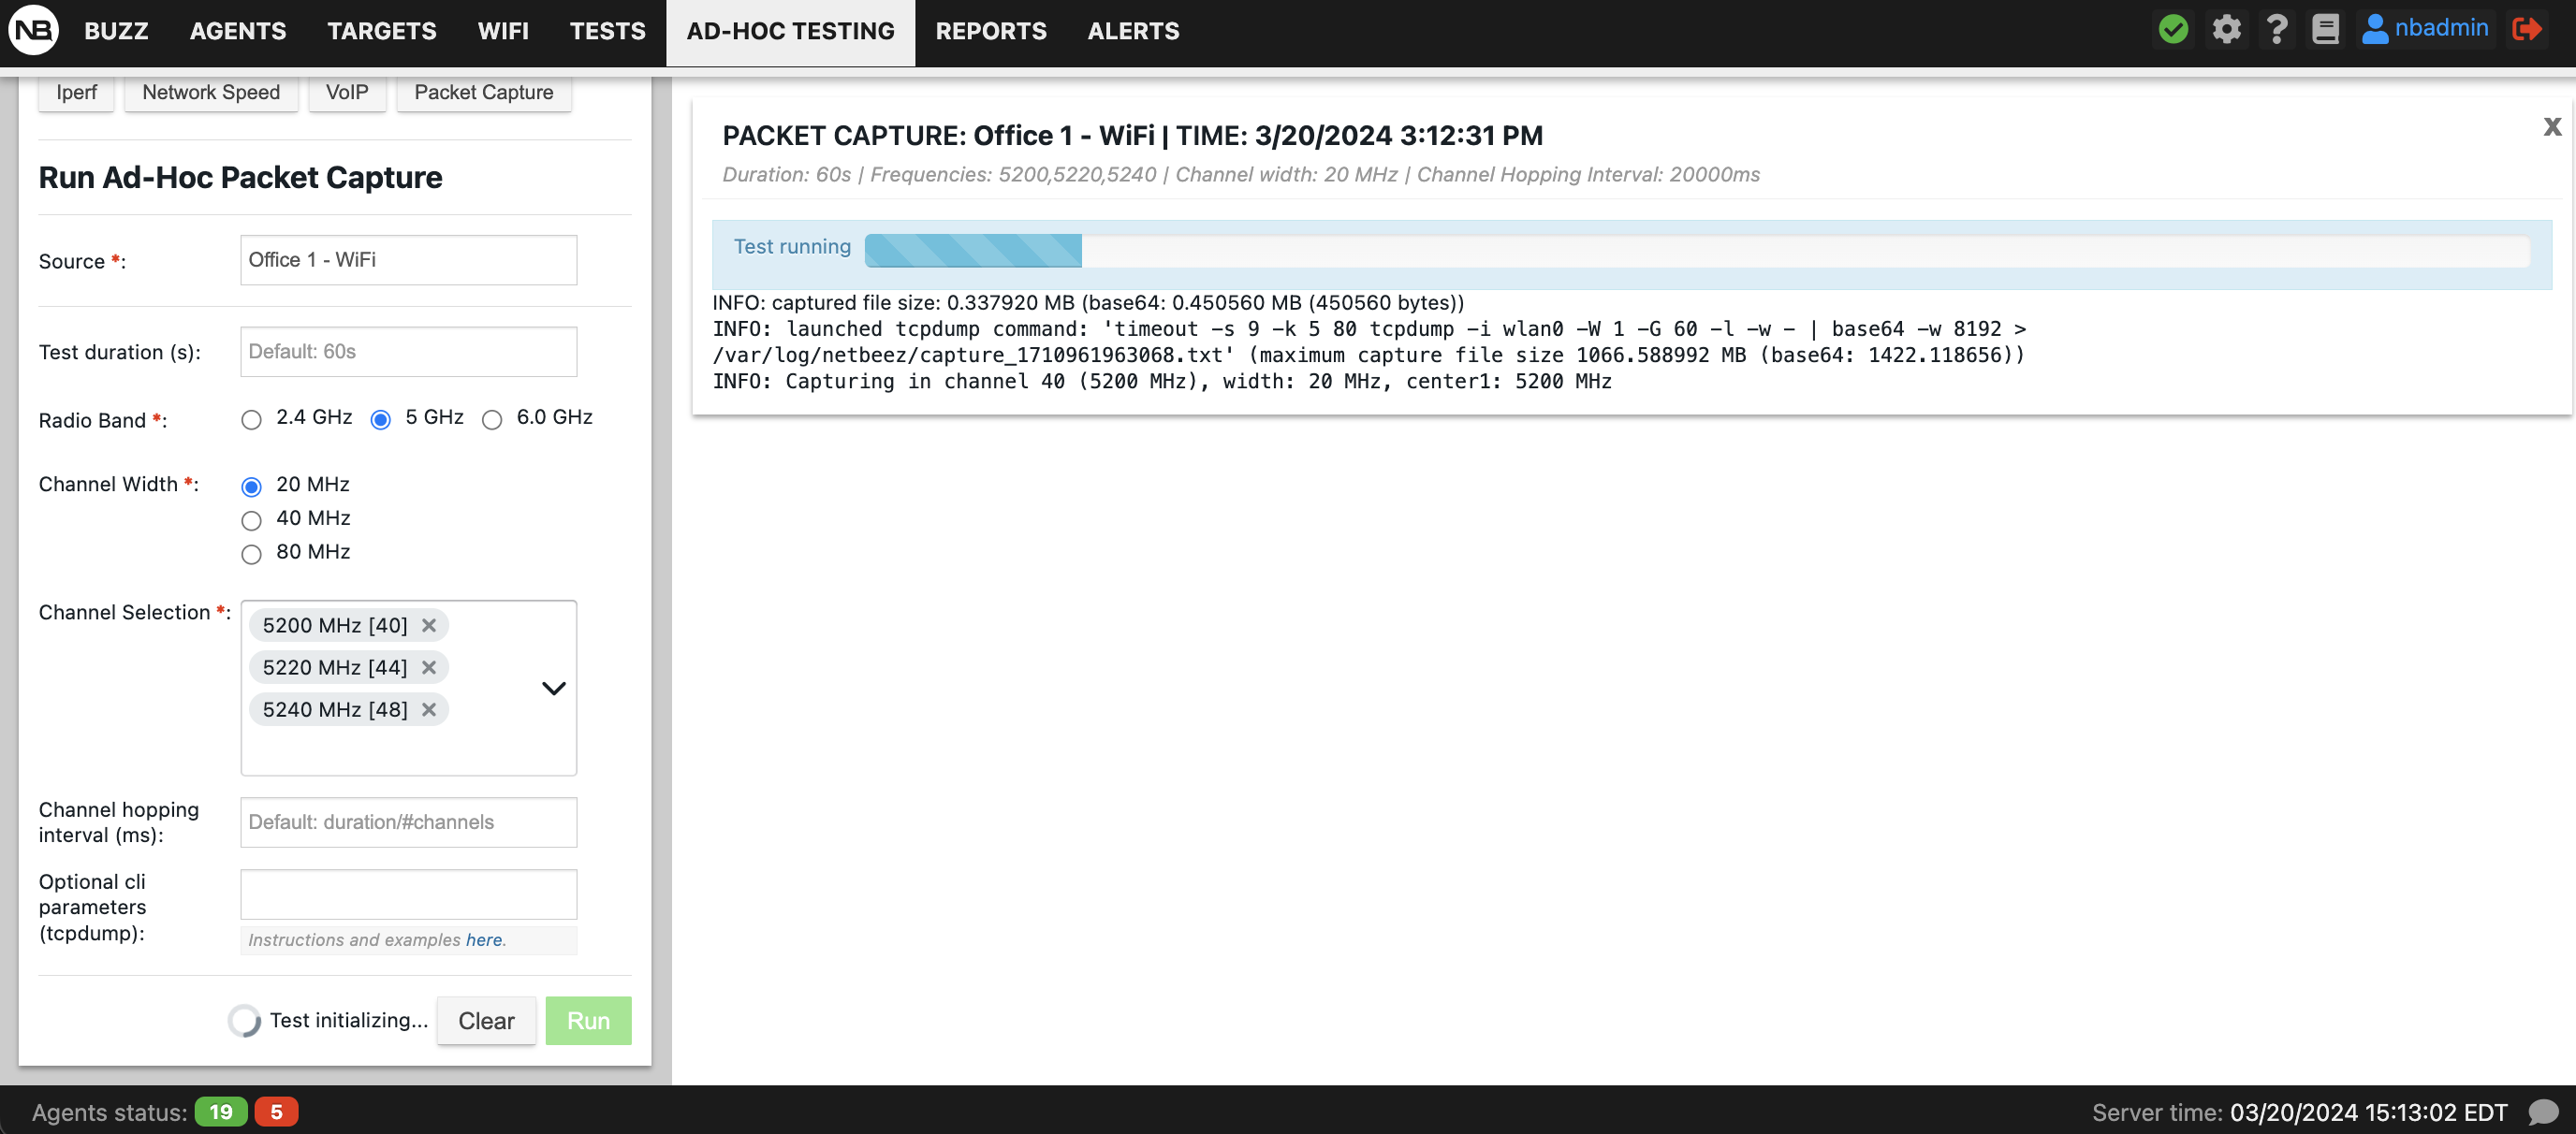 NB BUZZ AGENTS TARGETS WIFI TESTS AD-HOC TESTING REPORTS ALERTS ? nbadmin
Iperf Network Speed VoIP Packet Capture
Run Ad-Hoc Packet Capture
Source *: Office 1 - WiFi
Test duration (s): Default: 60s
Radio Band *: 2.4 GHz 5 GHz 6.0 GHz
Channel Width *: 20 MHz
40 MHz
80 MHz
Channel Selection *: 5200 MHz [40] ×
5220 MHz [44] ×
5240 MHz [48] ×
Channel hopping
interval (ms):
Default: duration/#channels
Optional cli
parameters
(tcpdump):
Instructions and examples here.
Test initializing... Clear Run
PACKET CAPTURE: Office 1 - WiFi | TIME: 3/20/2024 3:12:31 PM x
Duration: 60s | Frequencies: 5200,5220,5240 | Channel width: 20 MHz | Channel Hopping Interval: 20000ms
Test running
INFO: captured file size: 0.337920 MB (base64: 0.450560 MB (450560 bytes))
INFO: launched tcpdump command: 'timeout -s 9 -k 5 80 tcpdump -i wlan0 -W 1 -G 60 -l -w - | base64 -w 8192 >
/var/log/netbeez/capture_1710961963068.txt' (maximum capture file size 1066.588992 MB (base64: 1422.118656))
INFO: Capturing in channel 40 (5200 MHz), width: 20 MHz, center1: 5200 MHz
Agents status: 19 5
Server time: 03/20/2024 15:13:02 EDT